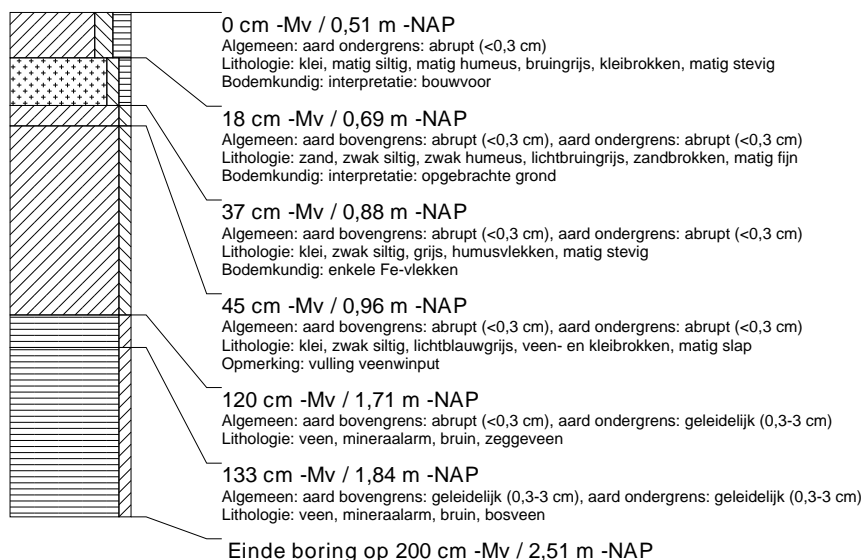 0 cm -Mv / 0,51 m -NAP
Algemeen: aard ondergrens: abrupt (<0,3 cm)
Lithologie: klei, matig siltig, matig humeus, bruingrijs, kleibrokken, matig stevig
Bodemkundig: interpretatie: bouwvoor
18 cm -Mv / 0,69 m -NAP
Algemeen: aard bovengrens: abrupt (<0,3 cm), aard ondergrens: abrupt (<0,3 cm)
Lithologie: zand, zwak siltig, zwak humeus, lichtbruingrijs, zandbrokken, matig fijn
Bodemkundig: interpretatie: opgebrachte grond
37 cm -Mv / 0,88 m -NAP
Algemeen: aard bovengrens: abrupt (<0,3 cm), aard ondergrens: abrupt (<0,3 cm)
Lithologie: klei, zwak siltig, grijs, humusvlekken, matig stevig
Bodemkundig: enkele Fe-vlekken
45 cm -Mv / 0,96 m -NAP
Algemeen: aard bovengrens: abrupt (<0,3 cm), aard ondergrens: abrupt (<0,3 cm)
Lithologie: klei, zwak siltig, lichtblauwgrijs, veen- en kleibrokken, matig slap
Opmerking: vulling veenwinput
120 cm -Mv / 1,71 m -NAP
Algemeen: aard bovengrens: abrupt (<0,3 cm), aard ondergrens: geleidelijk (0,3-3 cm)
Lithologie: veen, mineraalarm, bruin, zeggeveen
133 cm -Mv / 1,84 m -NAP
Algemeen: aard bovengrens: geleidelijk (0,3-3 cm), aard ondergrens: geleidelijk (0,3-3 cm)
Lithologie: veen, mineraalarm, bruin, bosveen
Einde boring op 200 cm -Mv / 2,51 m -NAP